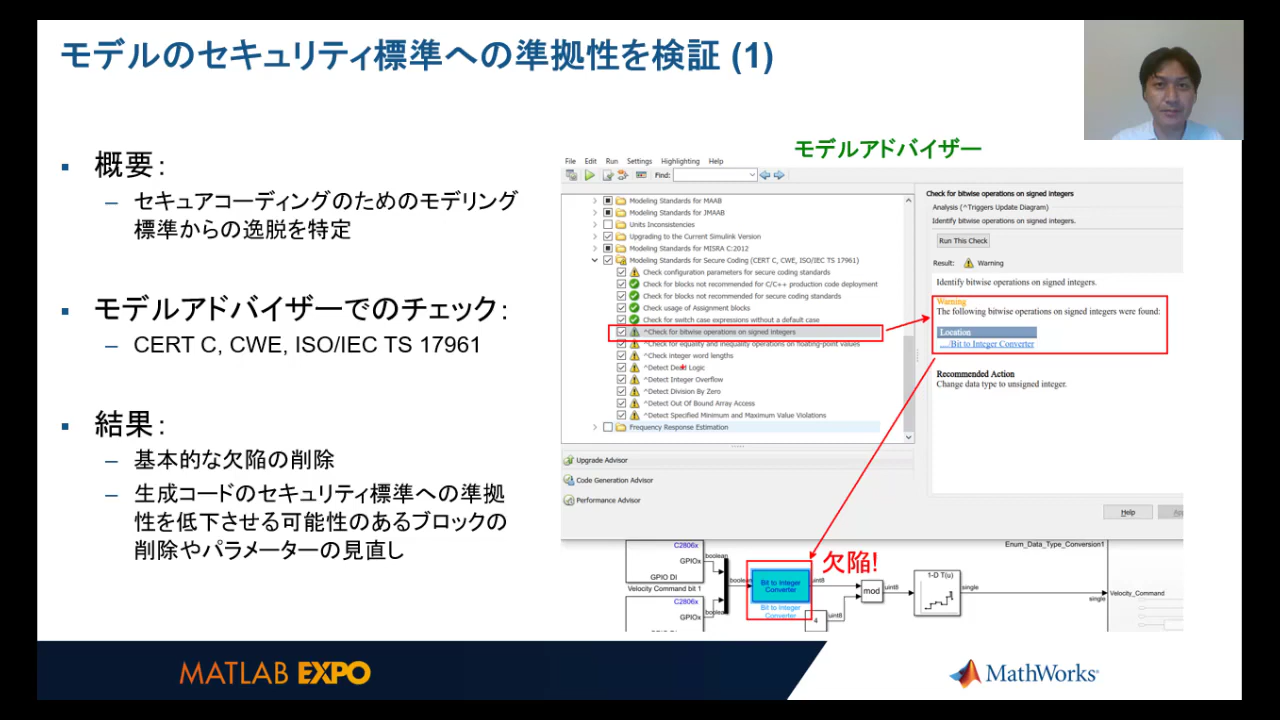 モデルのセキュリティ標準への準拠性を検証 (1)
▪ 概要:
– セキュアコーディングのためのモデリング
標準からの逸脱を特定
▪ モデルアドバイザーでのチェック:
– CERT C, CWE, ISO/IEC TS 17961
▪ 結果:
– 基本的な欠陥の削除
– 生成コードのセキュリティ標準への準拠
性を低下させる可能性のあるブロックの
削除やパラメーターの見直し
モデルアドバイザー
File Edit Run Settings Highlighting Help
Find:
Modeling Standards for MAAB
Modeling Standards for JMAAB
Units Inconsistencies
Upgrading to the Current Simulink Version
Modeling Standards for MISRA C:2012
Modeling Standards for Secure Coding (CERT C, CWE, ISO/IEC TS 17961)
Check configuration parameters for secure coding standards
Check for blocks not recommended for C/C++ production code deployment
Check for blocks not recommended for secure coding standards
Check usage of Assignment blocks
Check for switch case expressions without a default case
^Check for bitwise operations on signed integers
^Check for equality and inequality operations on floating-point values
^Check integer word lengths
^Detect Dead Logic
^Detect Integer Overflow
^Detect Division By Zero
^Detect Out Of Bound Array Access
^Detect Specified Minimum and Maximum Value Violations
Frequency Response Estimation
Upgrade Advisor
Code Generation Advisor
Performance Advisor
Check for bitwise operations on signed integers
Analysis (^Triggers Update Diagram)
Identify bitwise operations on signed integers.
Run This Check
Result: Warning
Identify bitwise operations on signed integers.
Warning
The following bitwise operations on signed integers were found:
Location
.../Bit to Integer Converter
Recommended Action
Change data type to unsigned integer.
Help
欠陥!
C2806x
GPIOx
GPIO DI
Velocity Command bit 1
boolean
C2806x
GPIOx
boolean
boolean
Bit to Integer
Converter
Bit to Integer
Converter
uint8
4
uint8
mod
uint8
1-D T(u)
single
Enum_Data_Type_Conversion1
single
Velocity_Command
MATLAB EXPO
MathWorks®